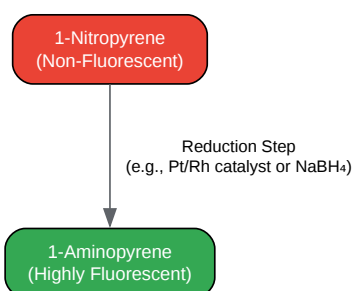 1-Nitropyrene
(Non-Fluorescent)
Reduction Step
(e.g., Pt/Rh catalyst or NaBH₄)
1-Aminopyrene
(Highly Fluorescent)